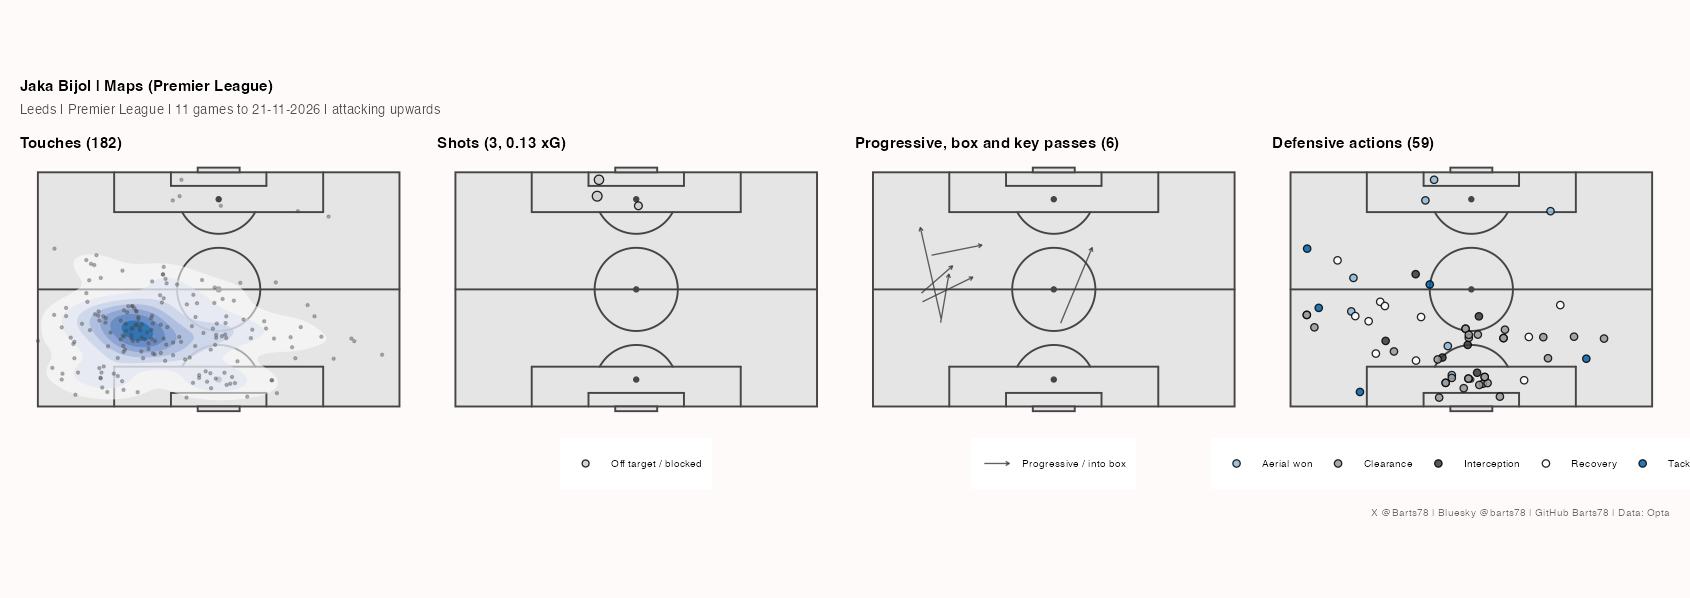 Jaka Bijol | Maps (Premier League)
Leeds | Premier League | 11 games to 21-11-2026 | attacking upwards
Touches (182)
Shots (3, 0.13 xG)
Progressive, box and key passes (6)
Defensive actions (59)
Off target / blocked
Progressive / into box
Aerial won
Clearance
Interception
Recovery
Tack
X @Barts78 | Bluesky @barts78 | GitHub Barts78 | Data: Opta